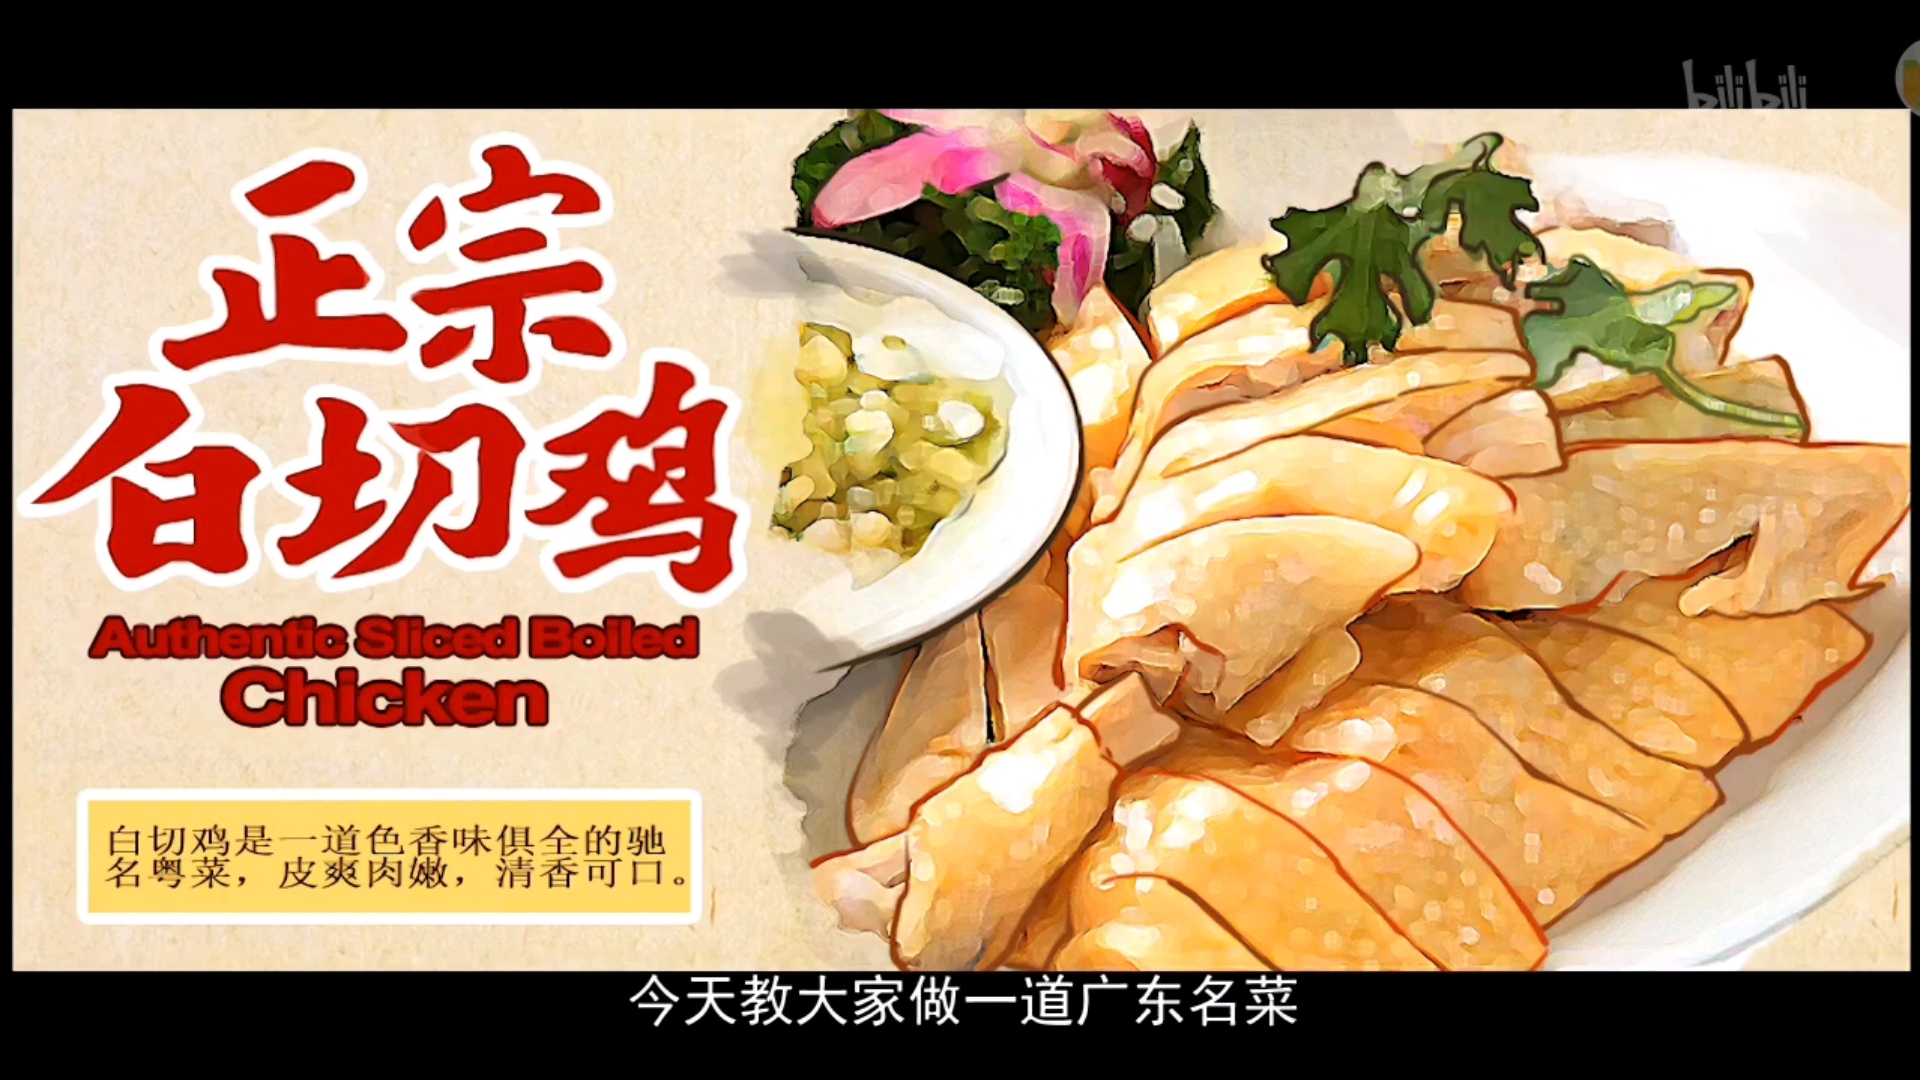 bilibili
正宗
白切鸡
Authentic Sliced Boiled
Chicken
白切鸡是一道色香味俱全的驰
名粤菜，皮爽肉嫩，清香可口。
今天教大家做一道广东名菜